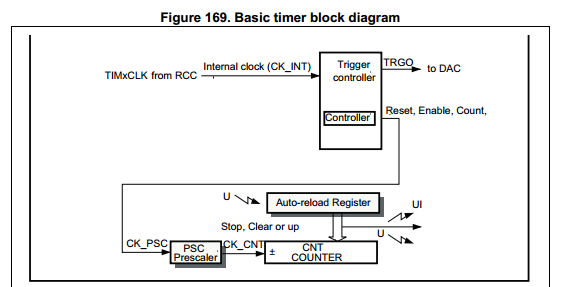 Figure 169. Basic timer block diagram
Internal clock (CK_INT)
TIMxCLK from RCC
Trigger
controller
TRGO
to DAC
Controller
Reset, Enable, Count,
U
Auto-reload Register
UI
Stop, Clear or up
U
CK_PSC
PSC
Prescaler
CK_CNT
±
CNT
COUNTER